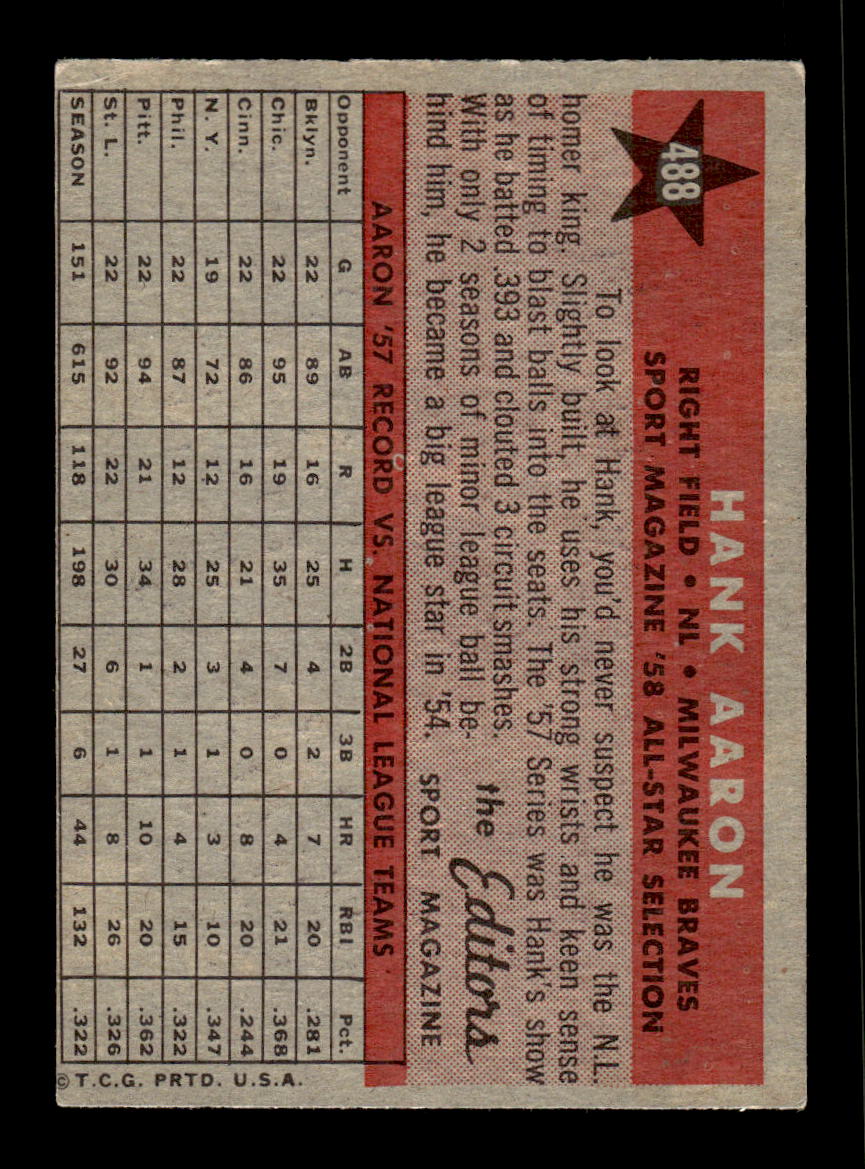 488
HANK AARON
RIGHT FIELD • NL • MILWAUKEE BRAVES
SPORT MAGAZINE '58 ALL-STAR SELECTION
To look at Hank, you'd never suspect he was the N.L.
homer king. Slightly built, he uses his strong wrists and keen sense
of timing to blast balls into the seats. The '57 Series was Hank's show
as he batted .393 and clouted 3 circuit smashes.
With only 2 seasons of minor league ball be-
hind him, he became a big league star in '54.
the Editors
SPORT MAGAZINE
AARON '57 RECORD VS. NATIONAL LEAGUE TEAMS
Opponent G AB R H 2B 3B HR RBI Pct.
Bklyn. 22 89 16 25 4 2 7 20 .281
Chic. 22 95 19 35 7 0 4 21 .368
Cinn. 22 86 16 21 4 0 8 20 .244
N. Y. 19 72 12 25 3 1 3 10 .347
Phil. 22 87 12 28 2 1 4 15 .322
Pitt. 22 94 21 34 1 1 10 20 .362
St. L. 22 92 22 30 6 1 8 26 .326
SEASON 151 615 118 198 27 6 44 132 .322
© T.C.G. PRTD. U.S.A.